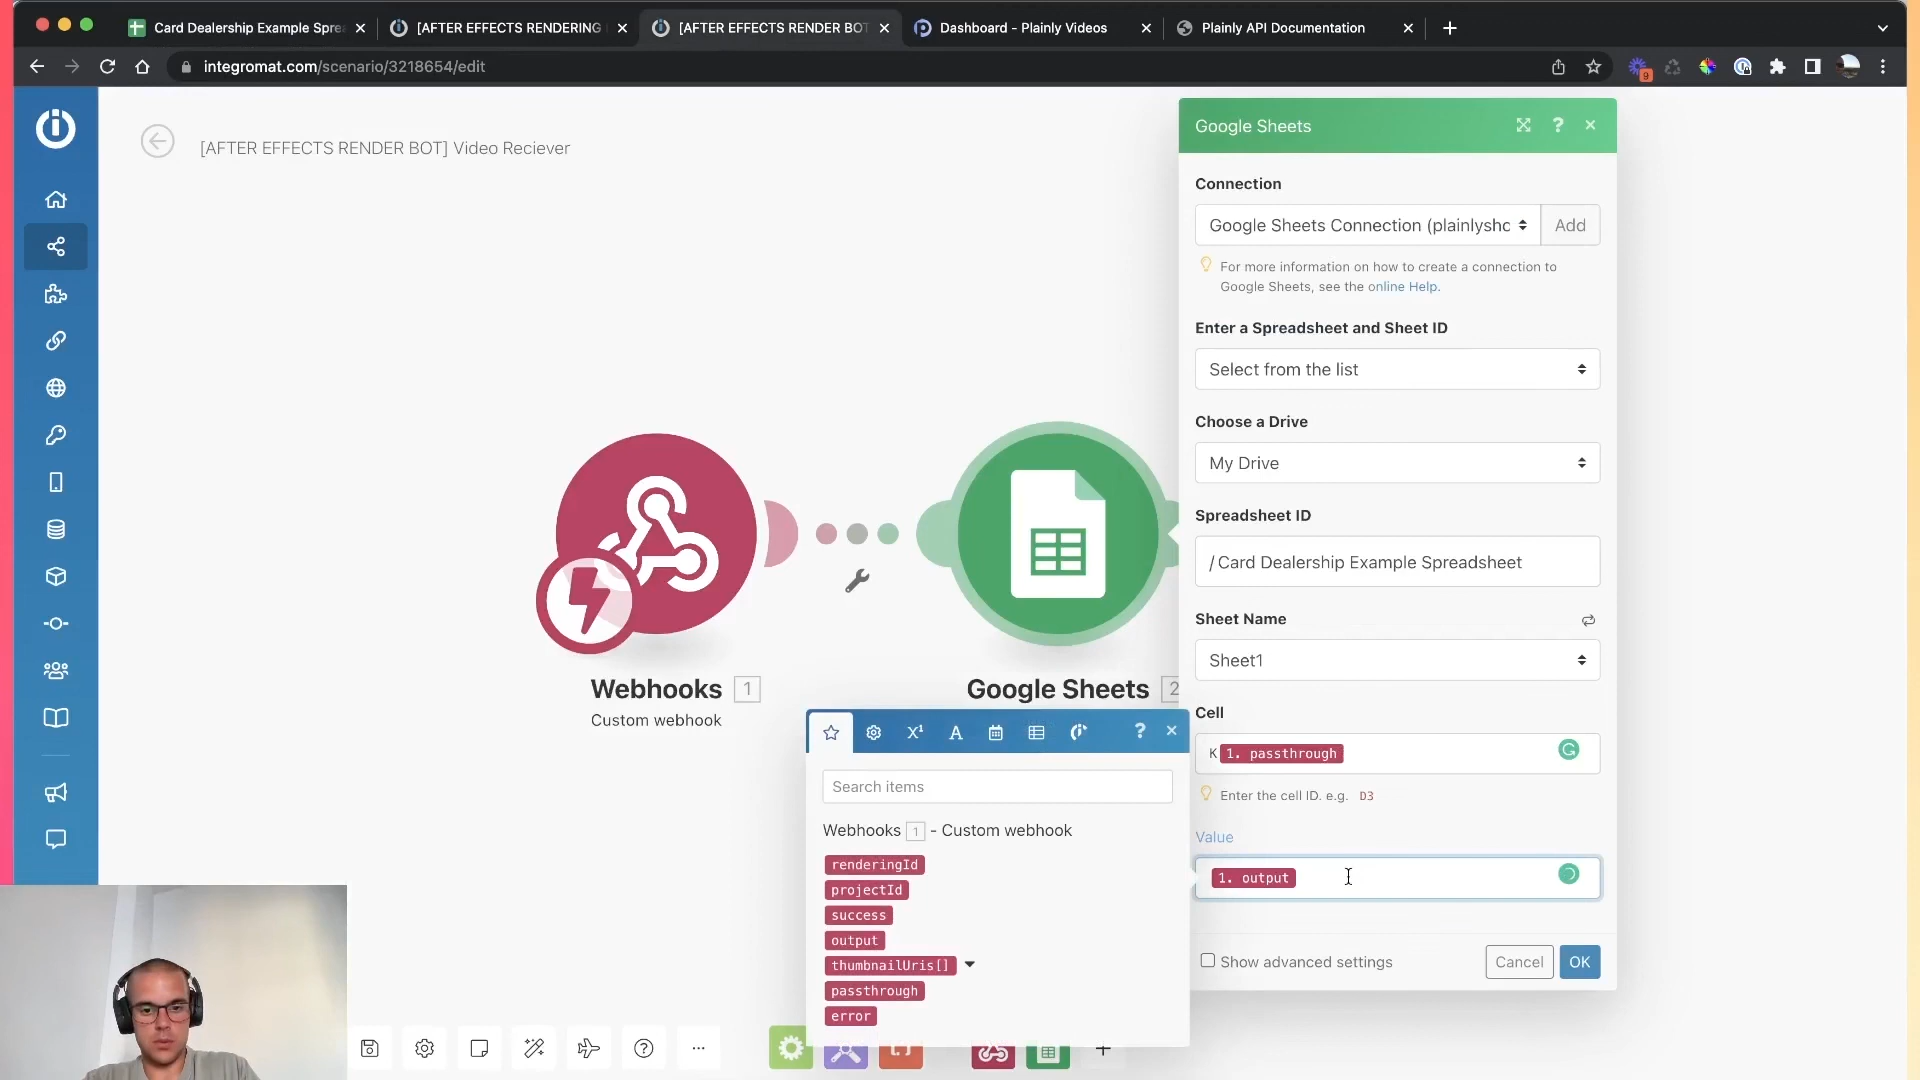 Card Dealership Example Spre
[AFTER EFFECTS RENDERING
[AFTER EFFECTS RENDER BOT
Dashboard - Plainly Videos
Plainly API Documentation
integromat.com/scenario/3218654/edit
9
[AFTER EFFECTS RENDER BOT] Video Reciever
Google Sheets
Connection
Google Sheets Connection (plainlysho
Add
For more information on how to create a connection to
Google Sheets, see the online Help.
Enter a Spreadsheet and Sheet ID
Select from the list
Choose a Drive
My Drive
Spreadsheet ID
/ Card Dealership Example Spreadsheet
Sheet Name
Sheet1
Cell
K 1. passthrough
Enter the cell ID. e.g. D3
Value
1. output
Show advanced settings
Cancel
OK
Webhooks 1
Custom webhook
Google Sheets 2
Search items
Webhooks 1 - Custom webhook
renderingId
projectId
success
output
thumbnailUris[]
passthrough
error